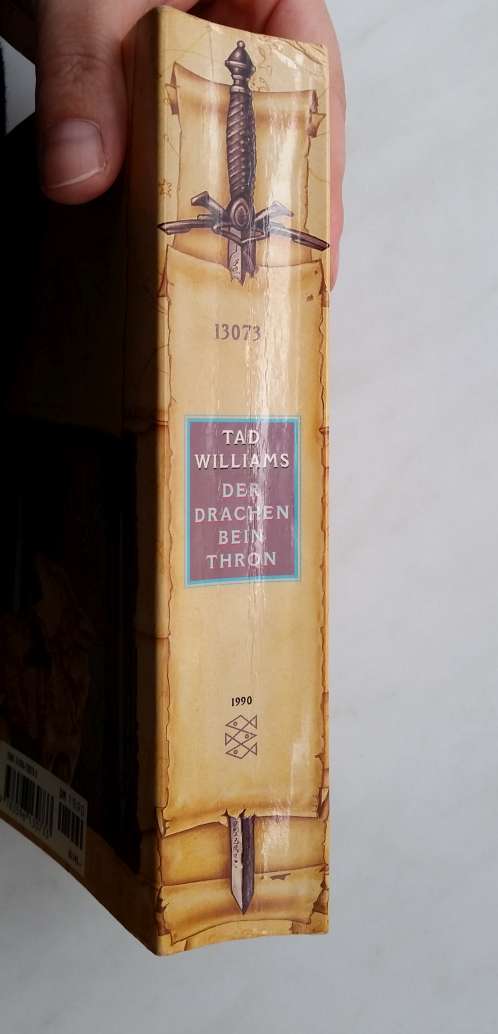 13073
TAD
WILLIAMS
DER
DRACHEN
BEIN
THRON
1990